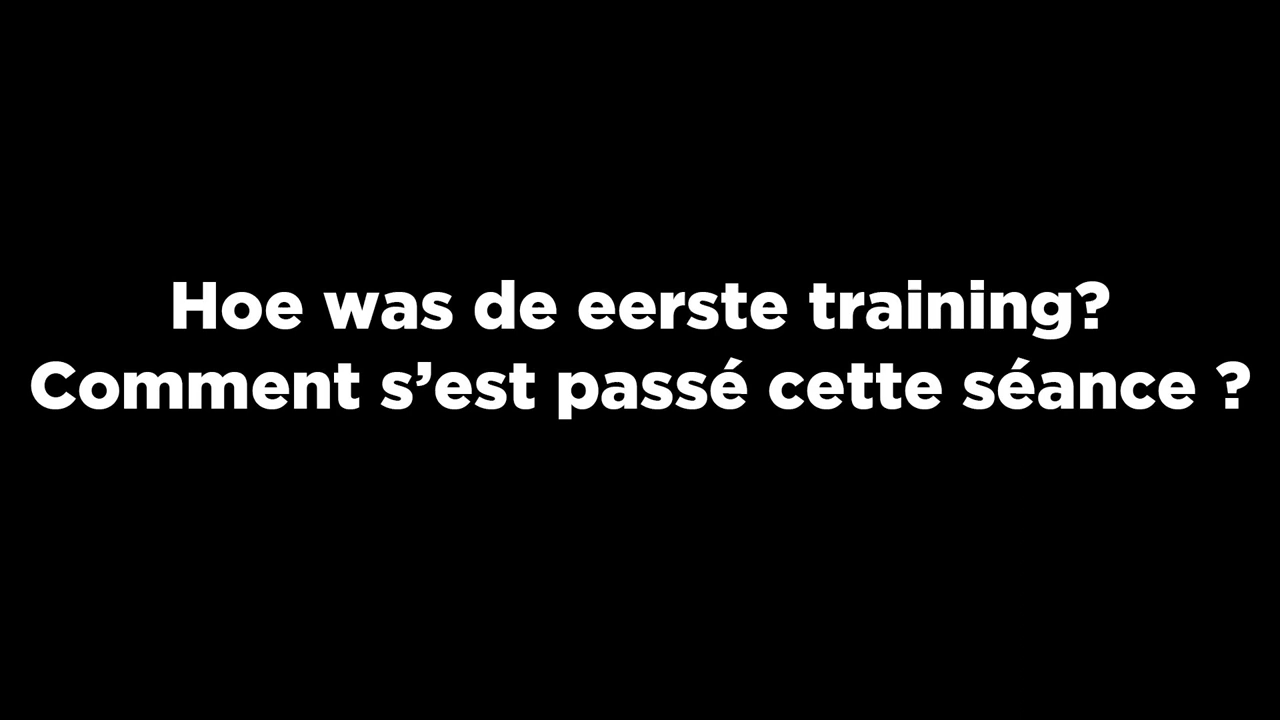 Hoe was de eerste training?
Comment s’est passé cette séance ?